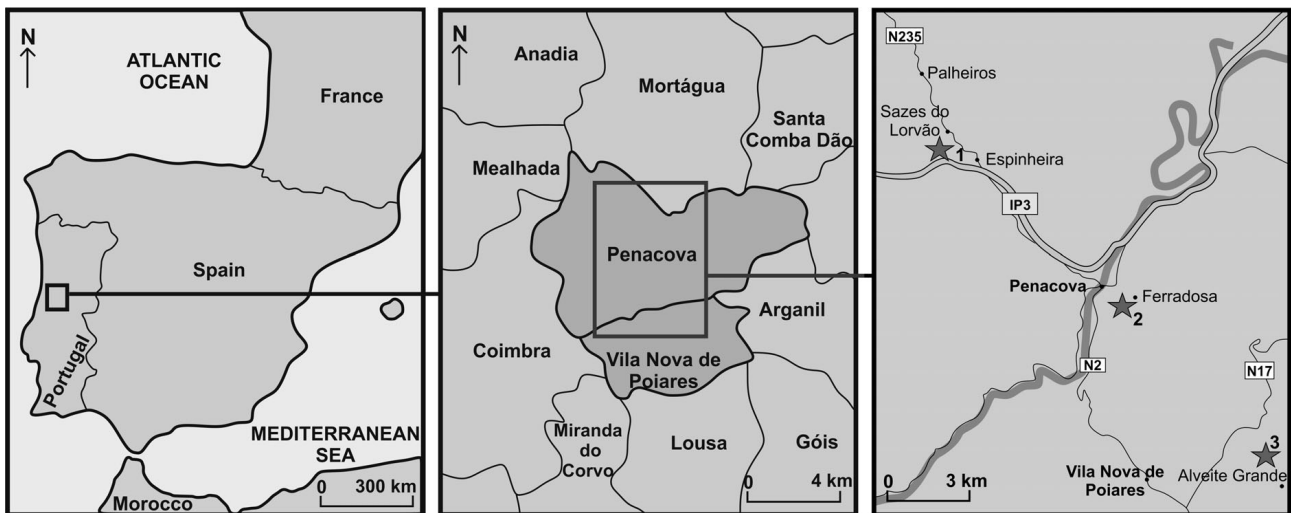 N
ATLANTIC
OCEAN
France
Spain
Portugal
MEDITERRANEAN
SEA
Morocco
0 300 km
N
Anadia
Mortágua
Santa
Comba Dão
Mealhada
Penacova
Arganil
Coimbra
Vila Nova de
Poiares
Miranda
do
Corvo
Lousa
Góis
0 4 km
N235
Palheiros
Sazes do
Lorvão
1
Espinheira
IP3
Penacova
Ferradosa
2
N2
N17
3
Vila Nova de
Poiares
Alveite Grande
0 3 km